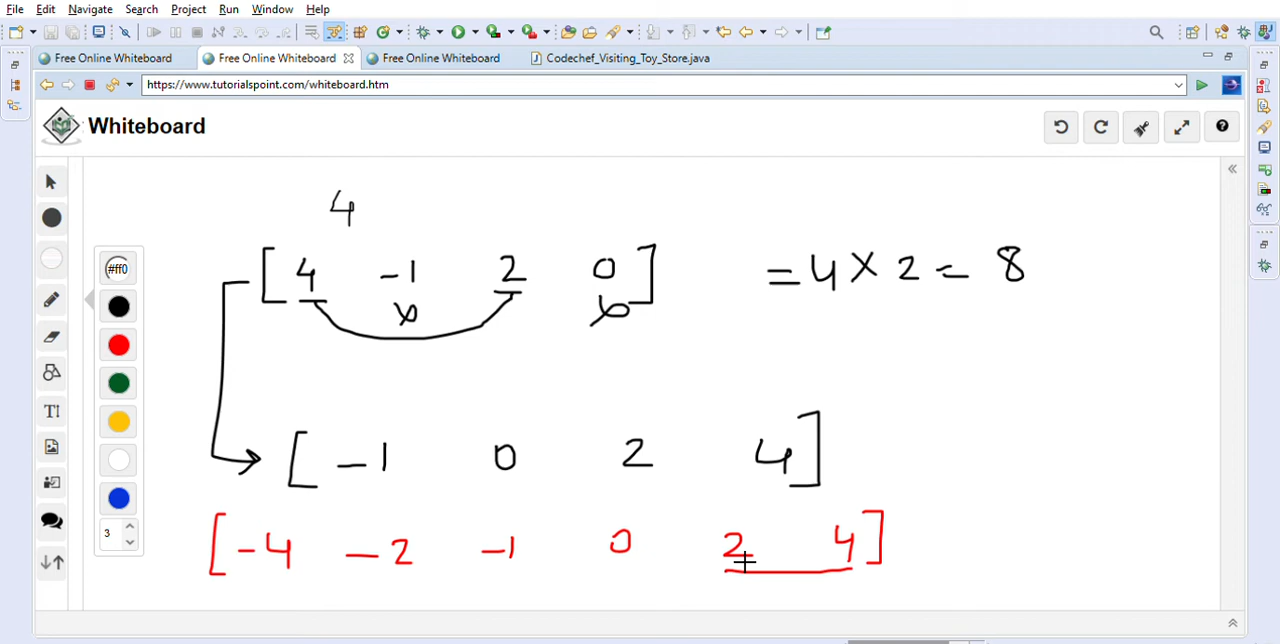 File Edit Navigate Search Project Run Window Help
Free Online Whiteboard Free Online Whiteboard Free Online Whiteboard Codechef_Visiting_Toy_Store.java
https://www.tutorialspoint.com/whiteboard.htm
Whiteboard
4
[ 4 -1 2 0 ] = 4 X 2 = 8
#ff0
[ -1 0 2 4 ]
[ -4 -2 -1 0 2 4 ]
3